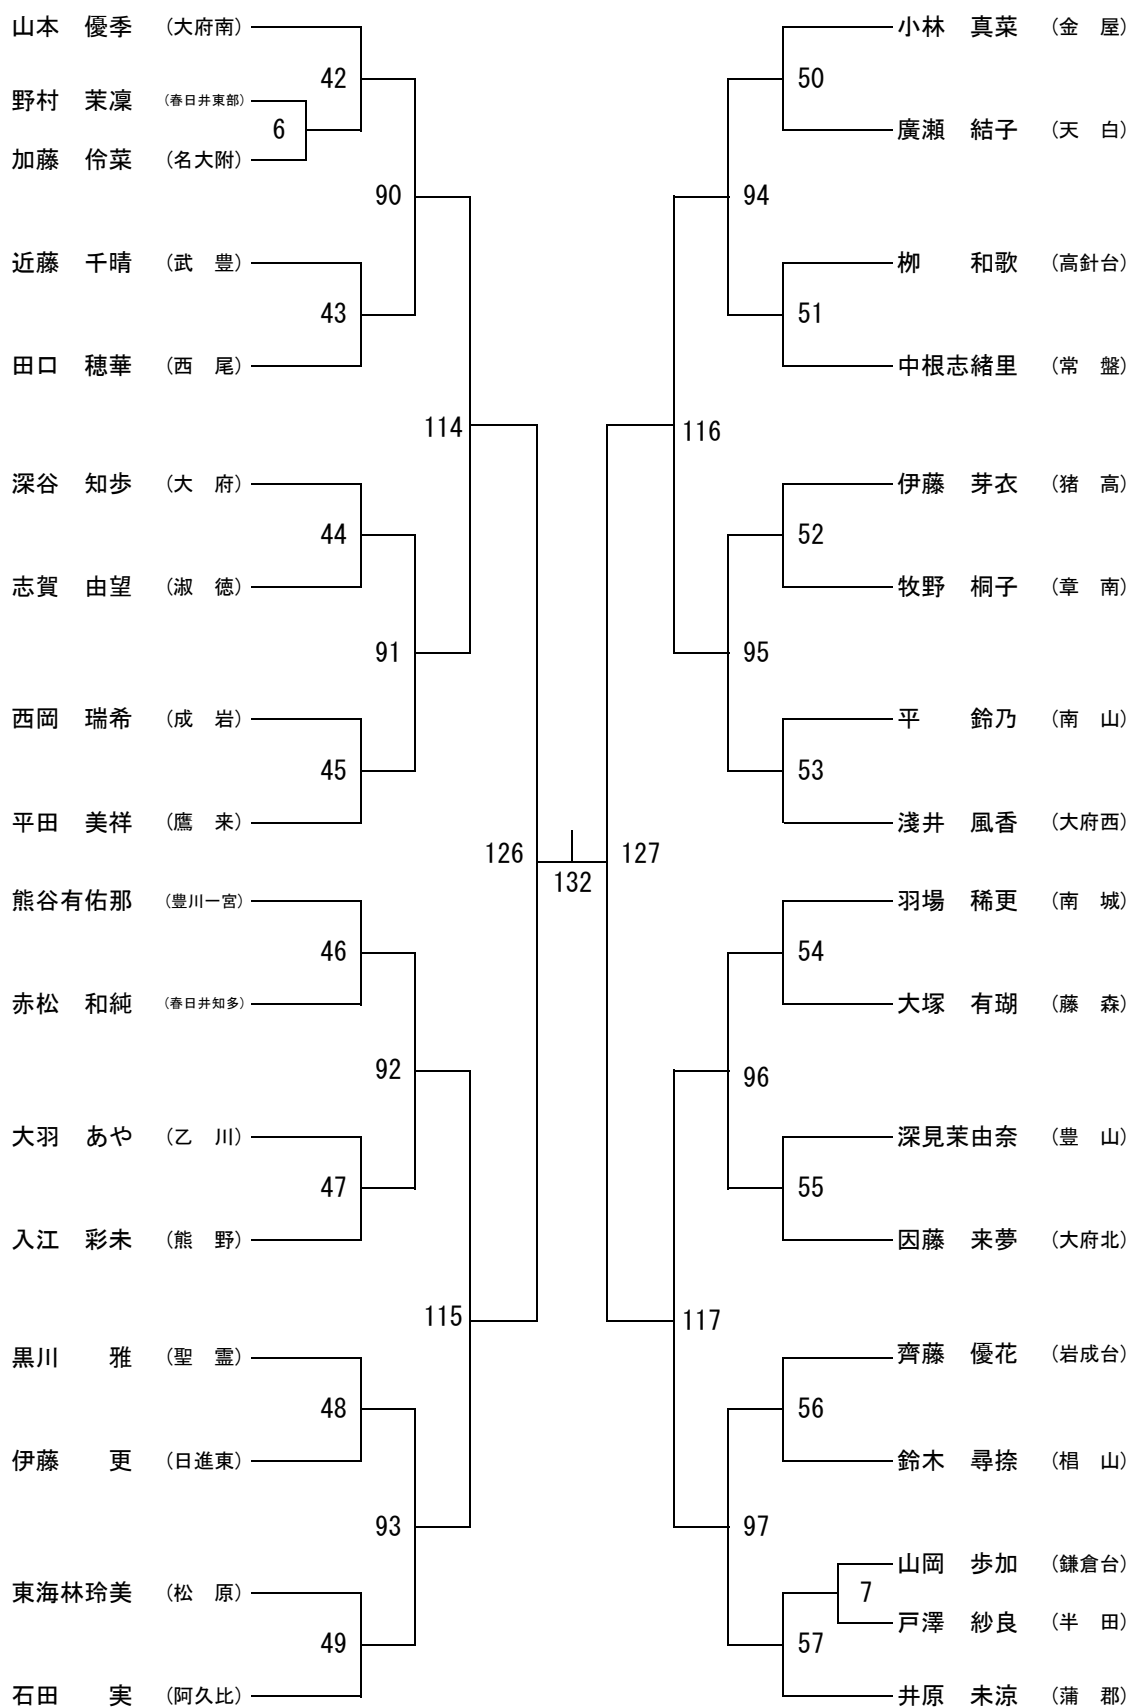 山本　優季　（大府南）
42
野村　茉凜　（春日井東部）
6
加藤　伶菜　（名大附）
90
近藤　千晴　（武　豊）
43
田口　穂華　（西　尾）
114
深谷　知歩　（大　府）
44
志賀　由望　（淑　徳）
91
西岡　瑞希　（成　岩）
45
平田　美祥　（鷹　来）
126
熊谷有佑那　（豊川一宮）
46
赤松　和純　（春日井知多）
92
大羽　あや　（乙　川）
47
入江　彩未　（熊　野）
115
黒川　　雅　（聖　霊）
48
伊藤　　更　（日進東）
93
東海林玲美　（松　原）
49
石田　　実　（阿久比）
132
小林　真菜　（金　屋）
50
廣瀬　結子　（天　白）
94
栁　　和歌　（高針台）
51
中根志緒里　（常　盤）
116
伊藤　芽衣　（猪　高）
52
牧野　桐子　（章　南）
95
平　　鈴乃　（南　山）
53
淺井　風香　（大府西）
127
羽場　稀更　（南　城）
54
大塚　有瑚　（藤　森）
96
深見茉由奈　（豊　山）
55
因藤　来夢　（大府北）
117
齊藤　優花　（岩成台）
56
鈴木　尋捺　（椙　山）
97
山岡　歩加　（鎌倉台）
7
戸澤　紗良　（半　田）
57
井原　未涼　（蒲　郡）